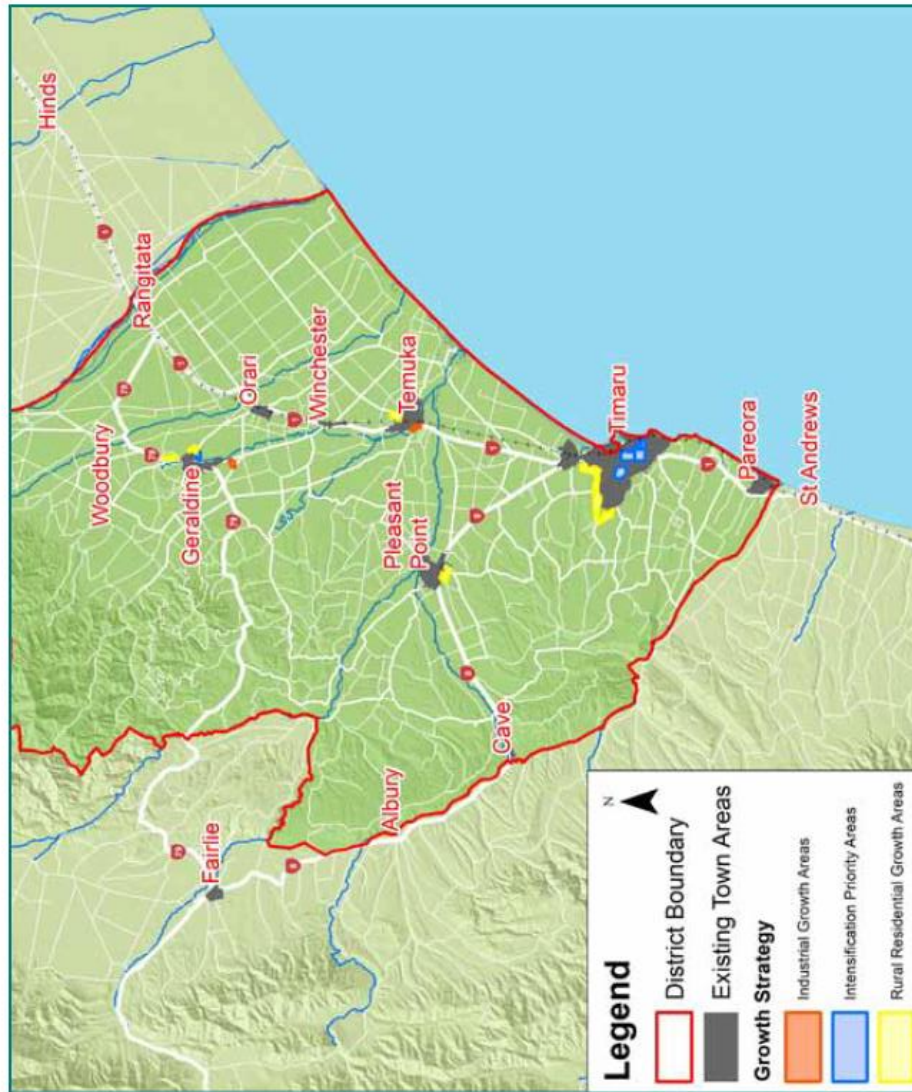 Hinds
Rangitata
Woodbury
Orari
Geraldine
Winchester
Temuka
Pleasant
Point
Fairlie
Albury
Cave
Timaru
Pareora
St Andrews
N
Legend
District Boundary
Existing Town Areas
Growth Strategy
Industrial Growth Areas
Intensification Priority Areas
Rural Residential Growth Areas